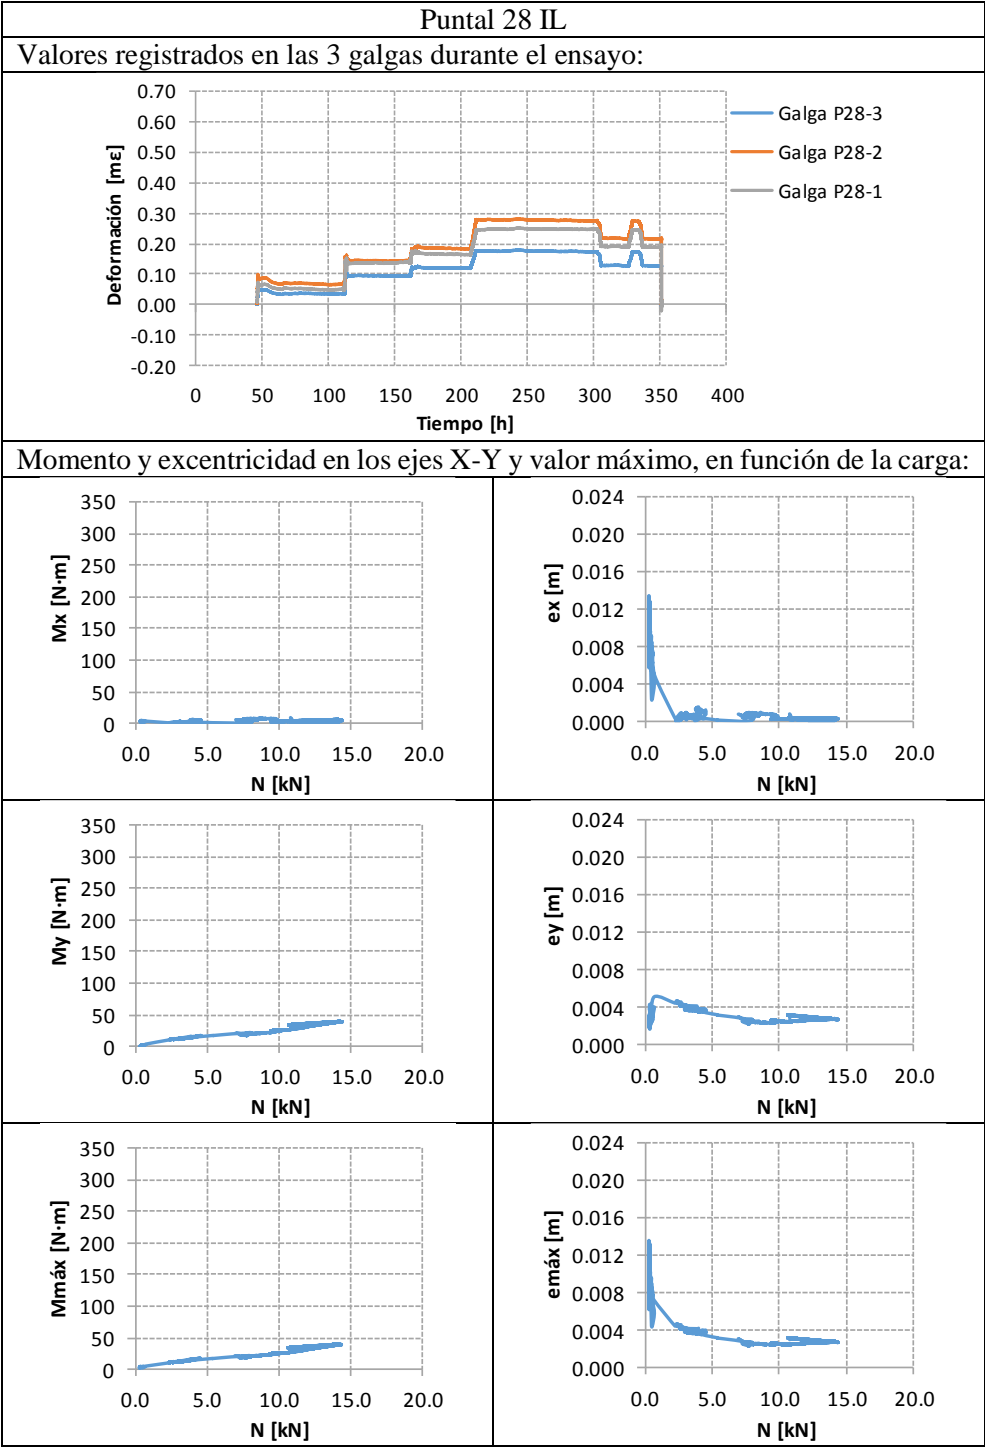 Puntal 28 IL
Valores registrados en las 3 galgas durante el ensayo:
Deformación [mε]
0.70
0.60
0.50
0.40
0.30
0.20
0.10
0.00
-0.10
-0.20
0 50 100 150 200 250 300 350 400
Tiempo [h]
Galga P28-3
Galga P28-2
Galga P28-1
Momento y excentricidad en los ejes X-Y y valor máximo, en función de la carga:
Mx [N·m]
350
300
250
200
150
100
50
0
0.0 5.0 10.0 15.0 20.0
N [kN]
ex [m]
0.024
0.020
0.016
0.012
0.008
0.004
0.000
0.0 5.0 10.0 15.0 20.0
N [kN]
My [N·m]
350
300
250
200
150
100
50
0
0.0 5.0 10.0 15.0 20.0
N [kN]
ey [m]
0.024
0.020
0.016
0.012
0.008
0.004
0.000
0.0 5.0 10.0 15.0 20.0
N [kN]
Mmáx [N·m]
350
300
250
200
150
100
50
0
0.0 5.0 10.0 15.0 20.0
N [kN]
emáx [m]
0.024
0.020
0.016
0.012
0.008
0.004
0.000
0.0 5.0 10.0 15.0 20.0
N [kN]